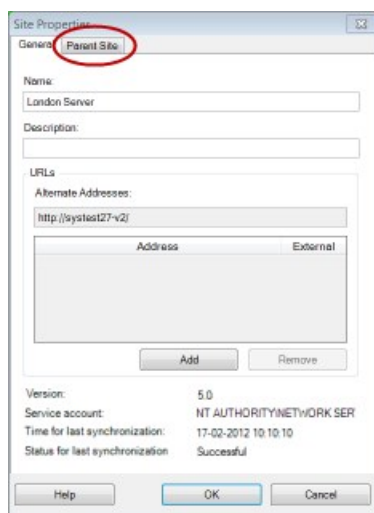 Site Properties
General Parent Site
Name:
London Server
Description:
URLs
Alternate Addresses:
http://systest27-v2/
Address External
Add Remove
Version: 5.0
Service account: NT AUTHORITY\NETWORK SER
Time for last synchronization: 17-02-2012 10:10:10
Status for last synchronization Successful
Help OK Cancel